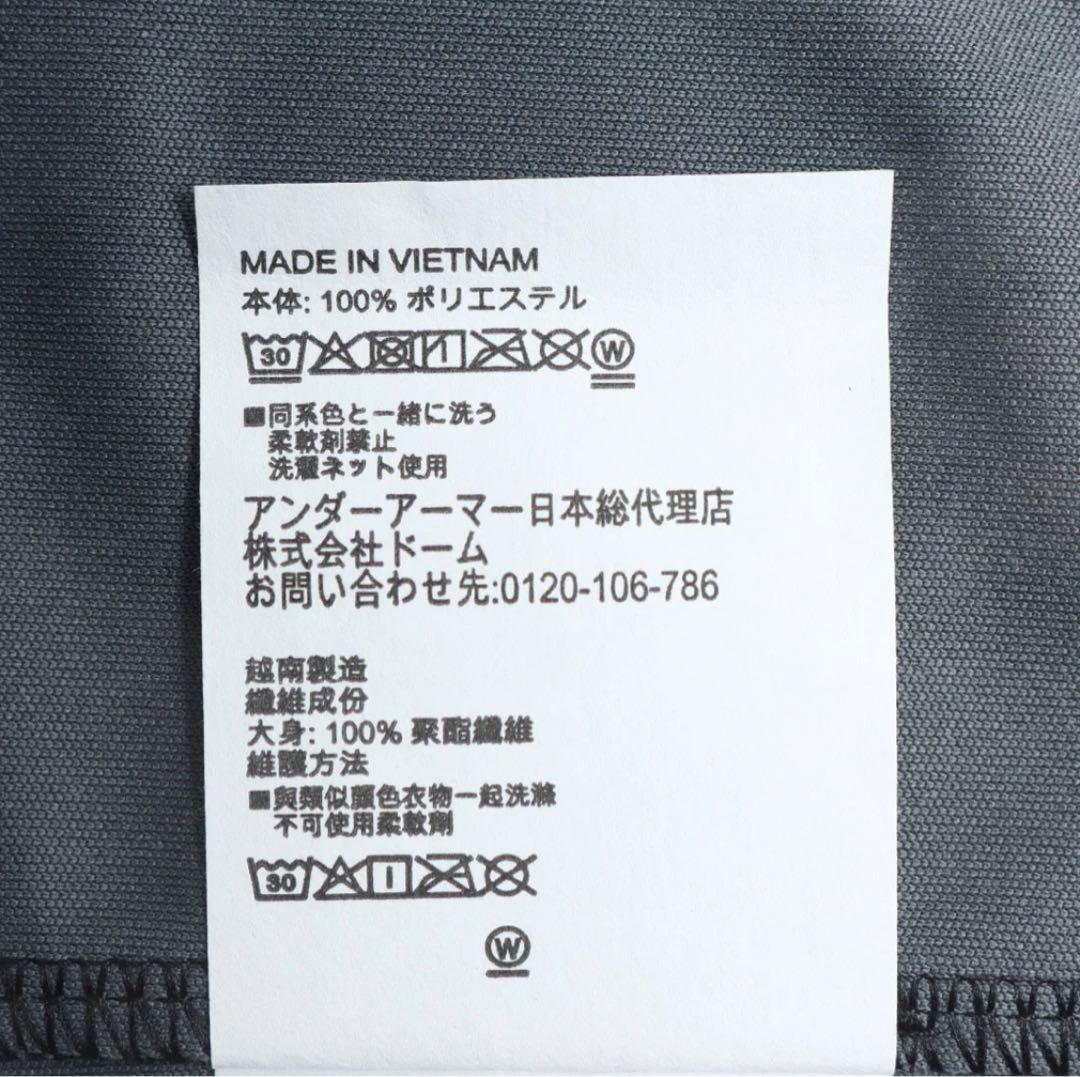 MADE IN VIETNAM
本体: 100% ポリエステル
30 W
■同系色と一緒に洗う
柔軟剤禁止
洗濯ネット使用
アンダーアーマー日本総代理店
株式会社ドーム
お問い合わせ先:0120-106-786
越南製造
纖維成份
大身: 100% 聚酯纖維
維護方法
■與類似顏色衣物一起洗滌
不可使用柔軟劑
30
W